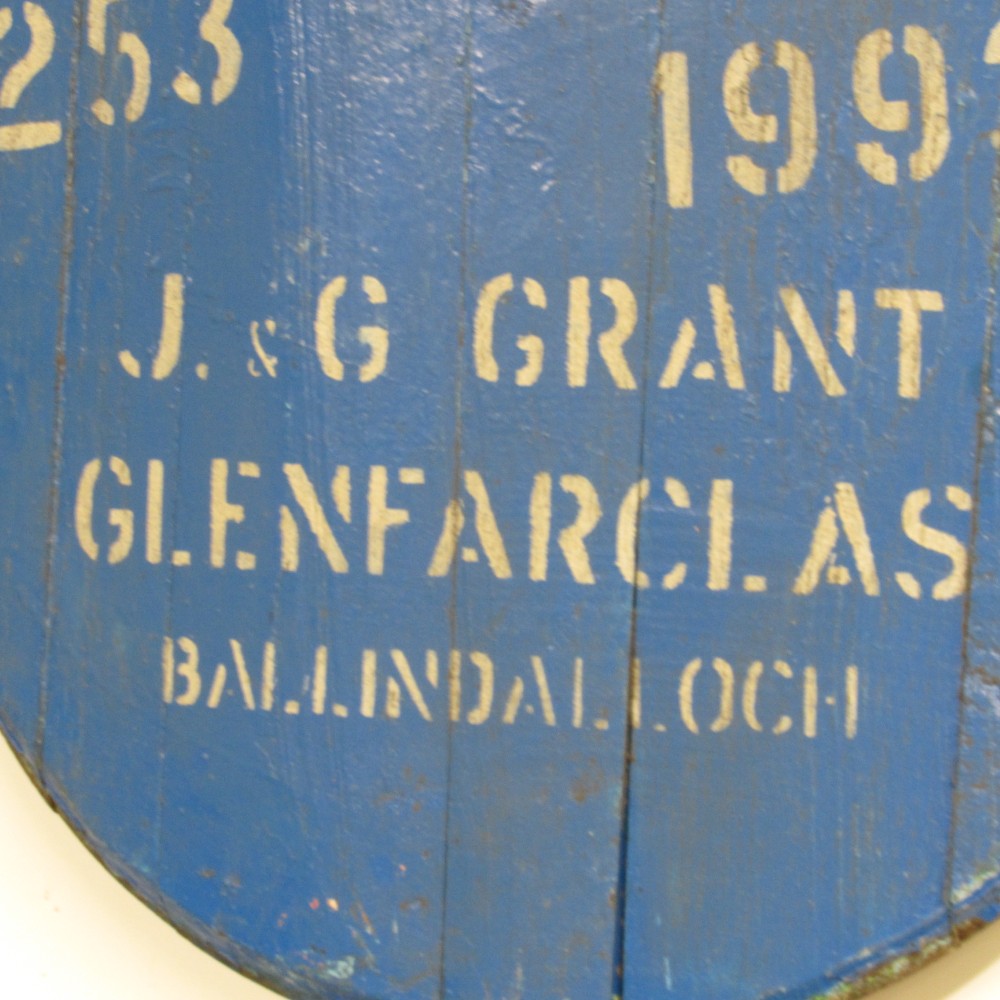 253 199
J. & G GRANT
GLENFARCLAS
BALLINDALLOCH